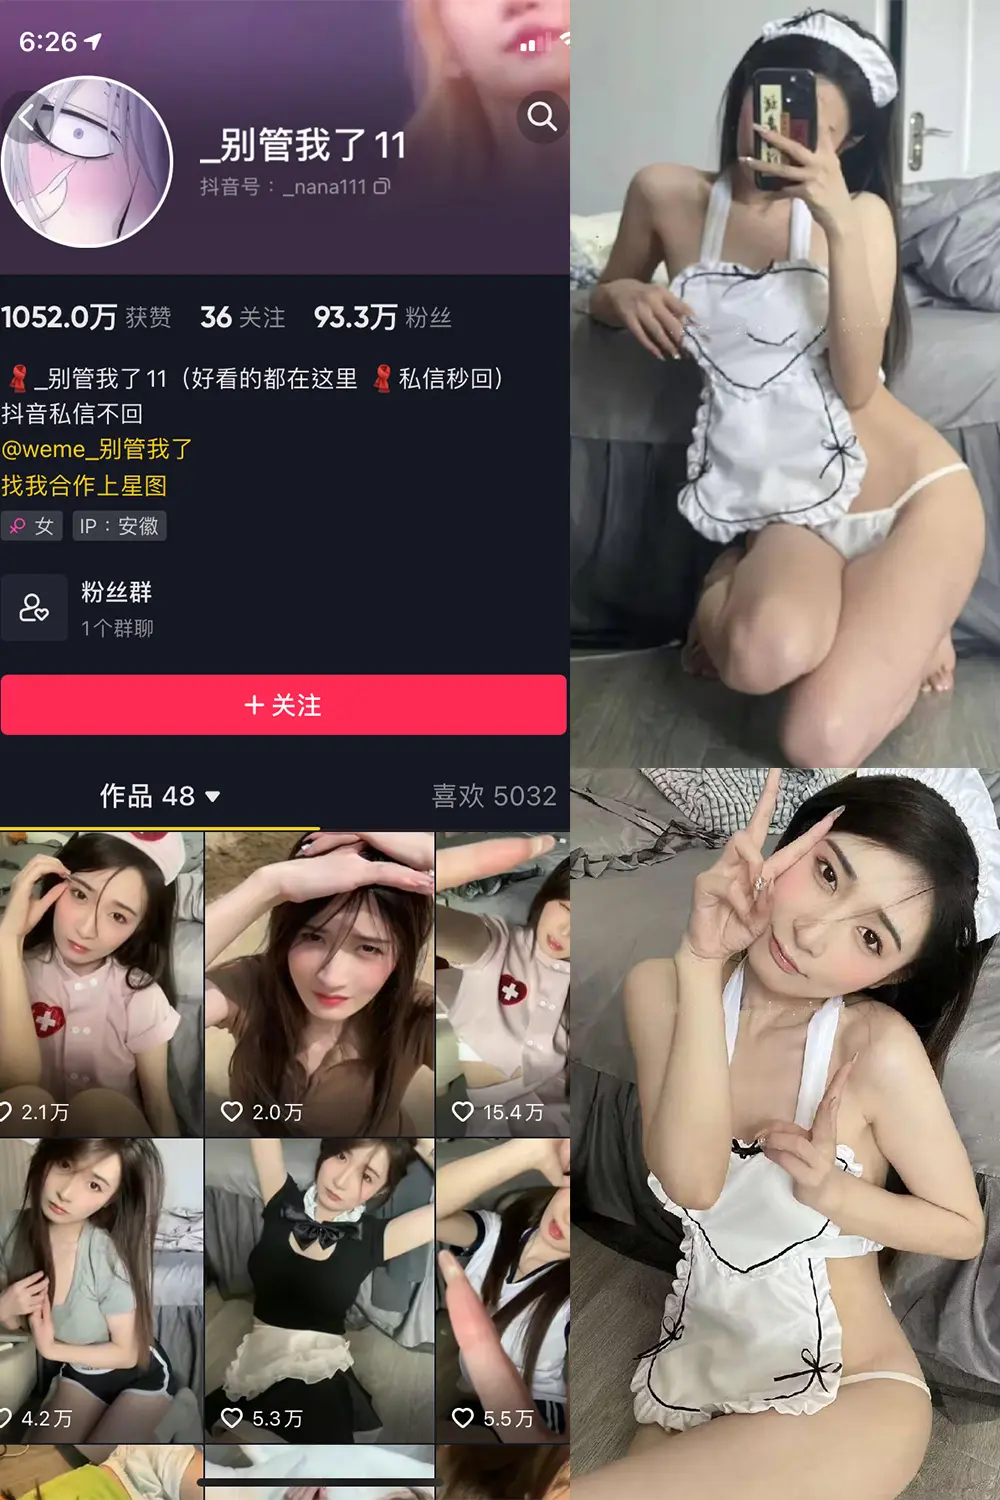 6:26
_别管我了11
抖音号：_nana111
1052.0万 获赞 36 关注 93.3万 粉丝
_别管我了11（好看的都在这里 私信秒回）
抖音私信不回
@weme_别管我了
找我合作上星图
女 IP：安徽
粉丝群
1个群聊
+ 关注
作品 48 喜欢 5032
2.1万 2.0万 15.4万
4.2万 5.3万 5.5万